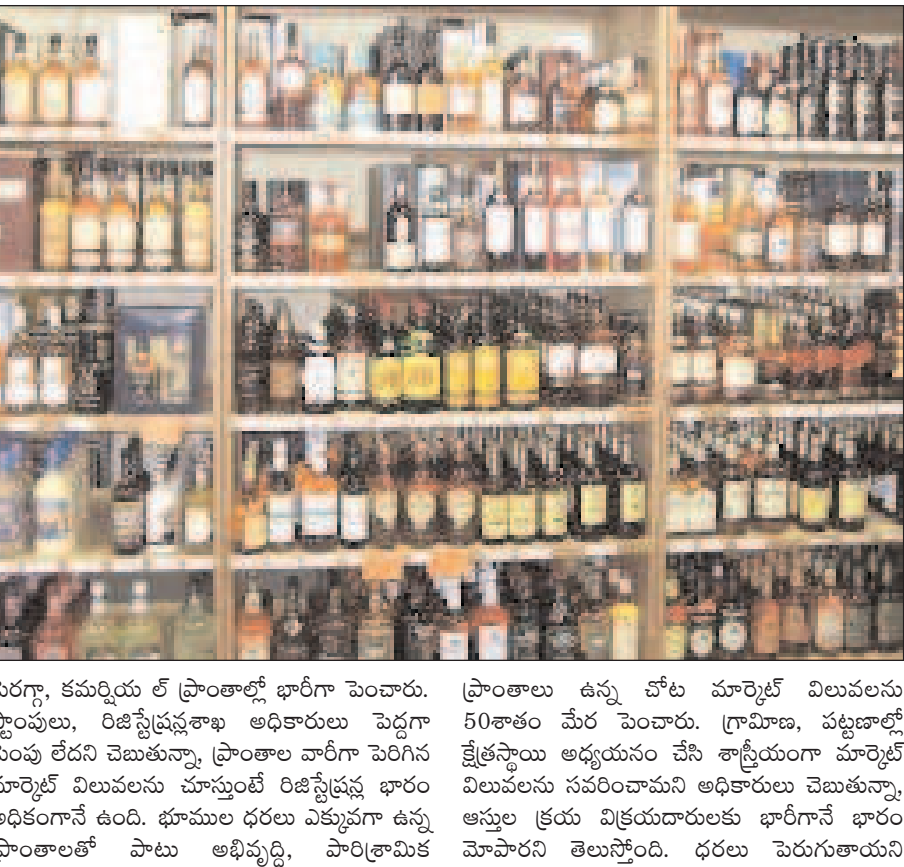 పెరగ్గా, కమర్షియ ల్ ప్రాంతాల్లో భారీగా పెంచారు.
స్టాంపులు, రిజిస్ట్రేషన్లశాఖ అధికారులు పెద్దగా
పెంపు లేదని చెబుతున్నా, ప్రాంతాల వారీగా పెరిగిన
మార్కెట్ విలువలను చూస్తుంటే రిజిస్ట్రేషన్ల భారం
అధికంగానే ఉంది. భూముల ధరలు ఎక్కువగా ఉన్న
ప్రాంతాలతో పాటు అభివృద్ధి, పారిశ్రామిక
ప్రాంతాలు ఉన్న చోట మార్కెట్ విలువలను
50శాతం మేర పెంచారు. గ్రామీణ, పట్టణాల్లో
క్షేత్రస్థాయి అధ్యయనం చేసి శాస్త్రీయంగా మార్కెట్
విలువలను సవరించామని అధికారులు చెబుతున్నా,
ఆస్తుల క్రయ విక్రయదారులకు భారీగానే భారం
మోపారని తెలుస్తోంది. ధరలు పెరుగుతాయని